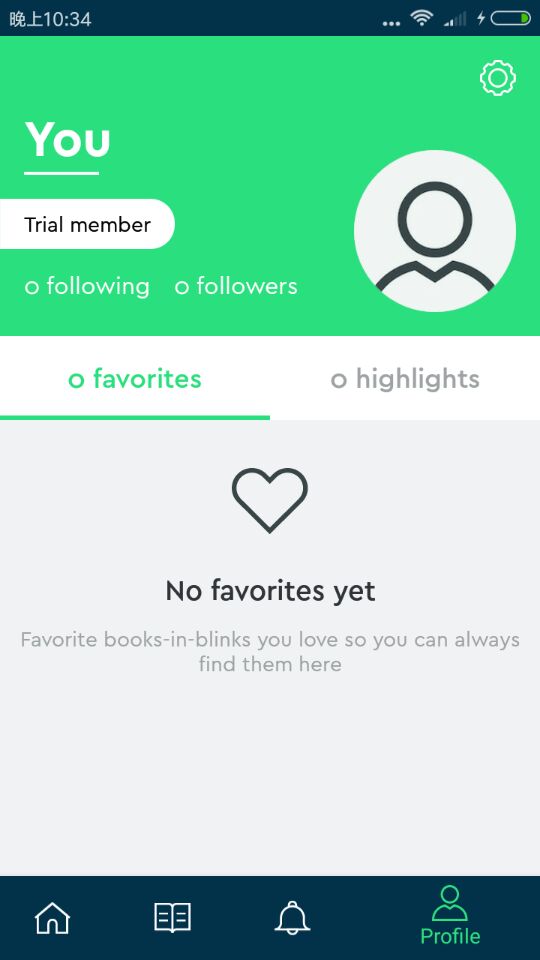 晚上10:34
You
Trial member
0 following 0 followers
0 favorites 0 highlights
No favorites yet
Favorite books-in-blinks you love so you can always
find them here
Profile